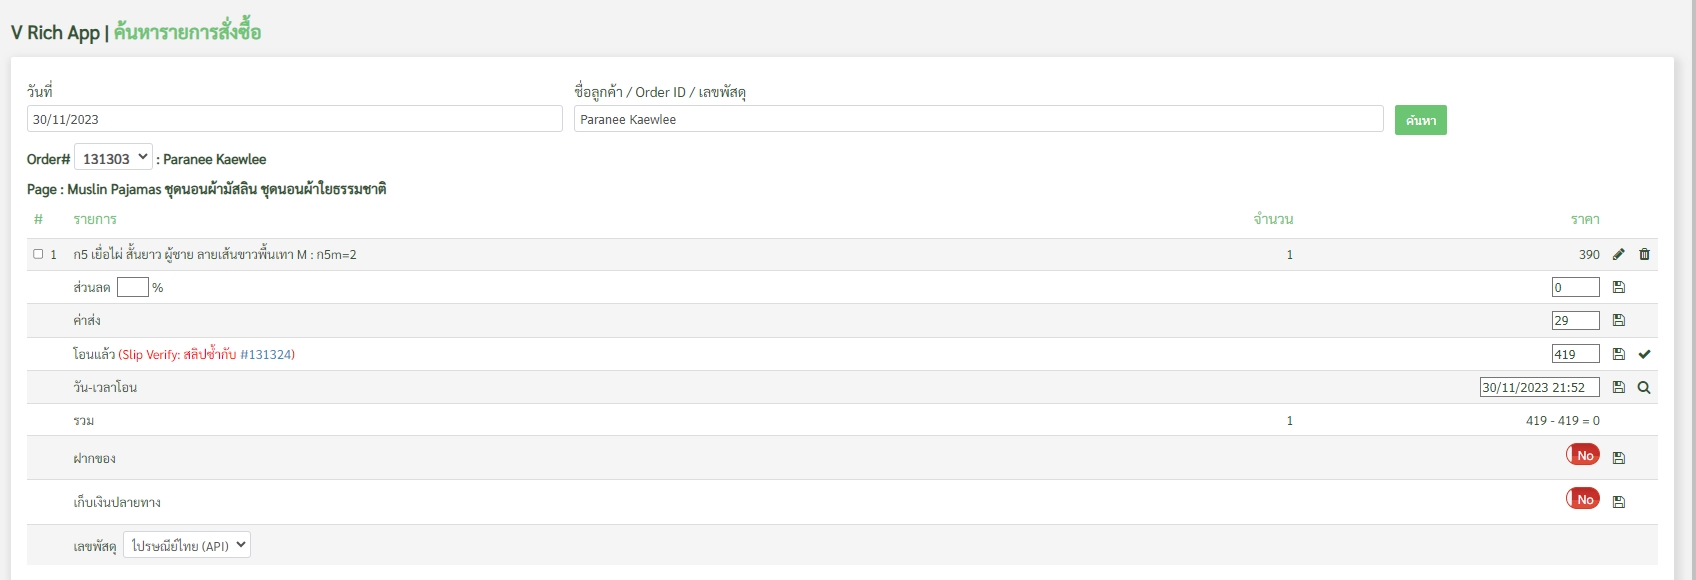 V Rich App | ค้นหารายการสั่งซื้อ
วันที่ ชื่อลูกค้า / Order ID / เลขพัสดุ
30/11/2023 Paranee Kaewlee ค้นหา
Order# 131303 : Paranee Kaewlee
Page : Muslin Pajamas ชุดนอนผ้ามัสลิน ชุดนอนผ้าใยธรรมชาติ
# รายการ จำนวน ราคา
1 ก5 เยื่อไผ่ สั้นยาว ผู้ชาย ลายเส้นขาวพื้นเทา M : ก5m=2 1 390
ส่วนลด % 0
ค่าส่ง 29
โอนแล้ว (Slip Verify: สลิปซ้ำกับ #131324) 419
วัน-เวลาโอน 30/11/2023 21:52
รวม 1 419 - 419 = 0
ฝากของ No
เก็บเงินปลายทาง No
เลขพัสดุ ไปรษณีย์ไทย (API)